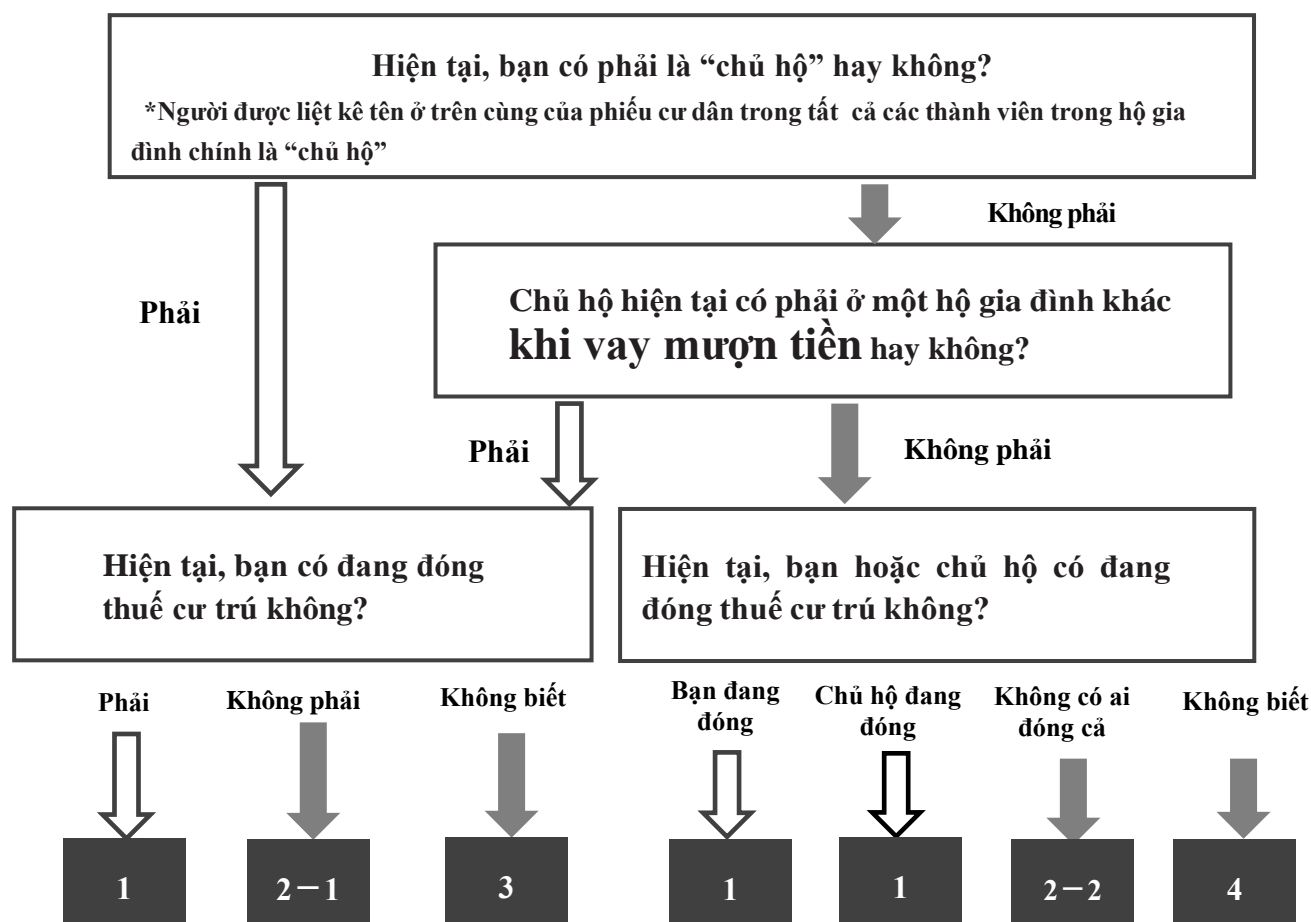 Hiện tại, bạn có phải là “chủ hộ” hay không?
*Người được liệt kê tên ở trên cùng của phiếu cư dân trong tất cả các thành viên trong hộ gia
đình chính là “chủ hộ”
Không phải
Phải
Chủ hộ hiện tại có phải ở một hộ gia đình khác
khi vay mượn tiền hay không?
Phải
Không phải
Hiện tại, bạn có đang đóng
thuế cư trú không?
Hiện tại, bạn hoặc chủ hộ có đang
đóng thuế cư trú không?
Phải
Không phải
Không biết
Bạn đang
đóng
Chủ hộ đang
đóng
Không có ai
đóng cả
Không biết
1
2－1
3
1
1
2－2
4